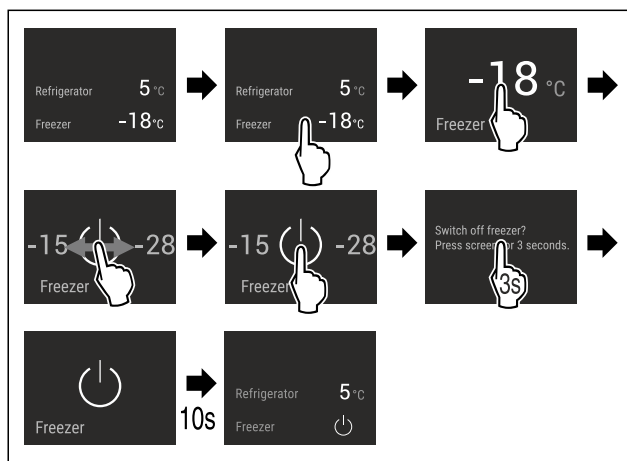 Refrigerator 5 °C
Freezer -18°C
Refrigerator 5 °C
Freezer -18°C
-18 °C
Freezer
-15 -28
Freezer
-15 -28
Freezer
Switch off freezer?
Press screen for 3 seconds.
3s
Freezer
10s
Refrigerator 5 °C
Freezer